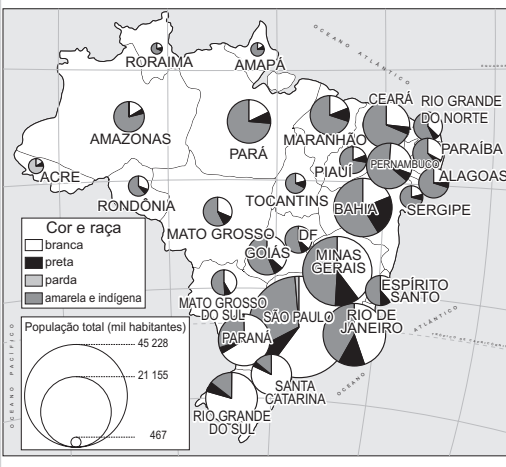 OCEANO ATLÂNTICO
RORAIMA
AMAPÁ
CEARÁ
RIO GRANDE
DO NORTE
AMAZONAS
PARÁ
MARANHÃO
PARAÍBA
PIAUÍ
PERNAMBUCO
ACRE
ALAGOAS
RONDÔNIA
TOCANTINS
BAHIA
SERGIPE
MATO GROSSO
DF
GOIÁS
MINAS
GERAIS
ESPÍRITO
SANTO
MATO GROSSO
DO SUL
SÃO PAULO
RIO DE
JANEIRO
PARANÁ
SANTA
CATARINA
RIO GRANDE
DO SUL
OCEANO
ATLÂNTICO
OCEANO PACÍFICO
Cor e raça
branca
preta
parda
amarela e indígena
População total (mil habitantes)
45 228
21 155
467